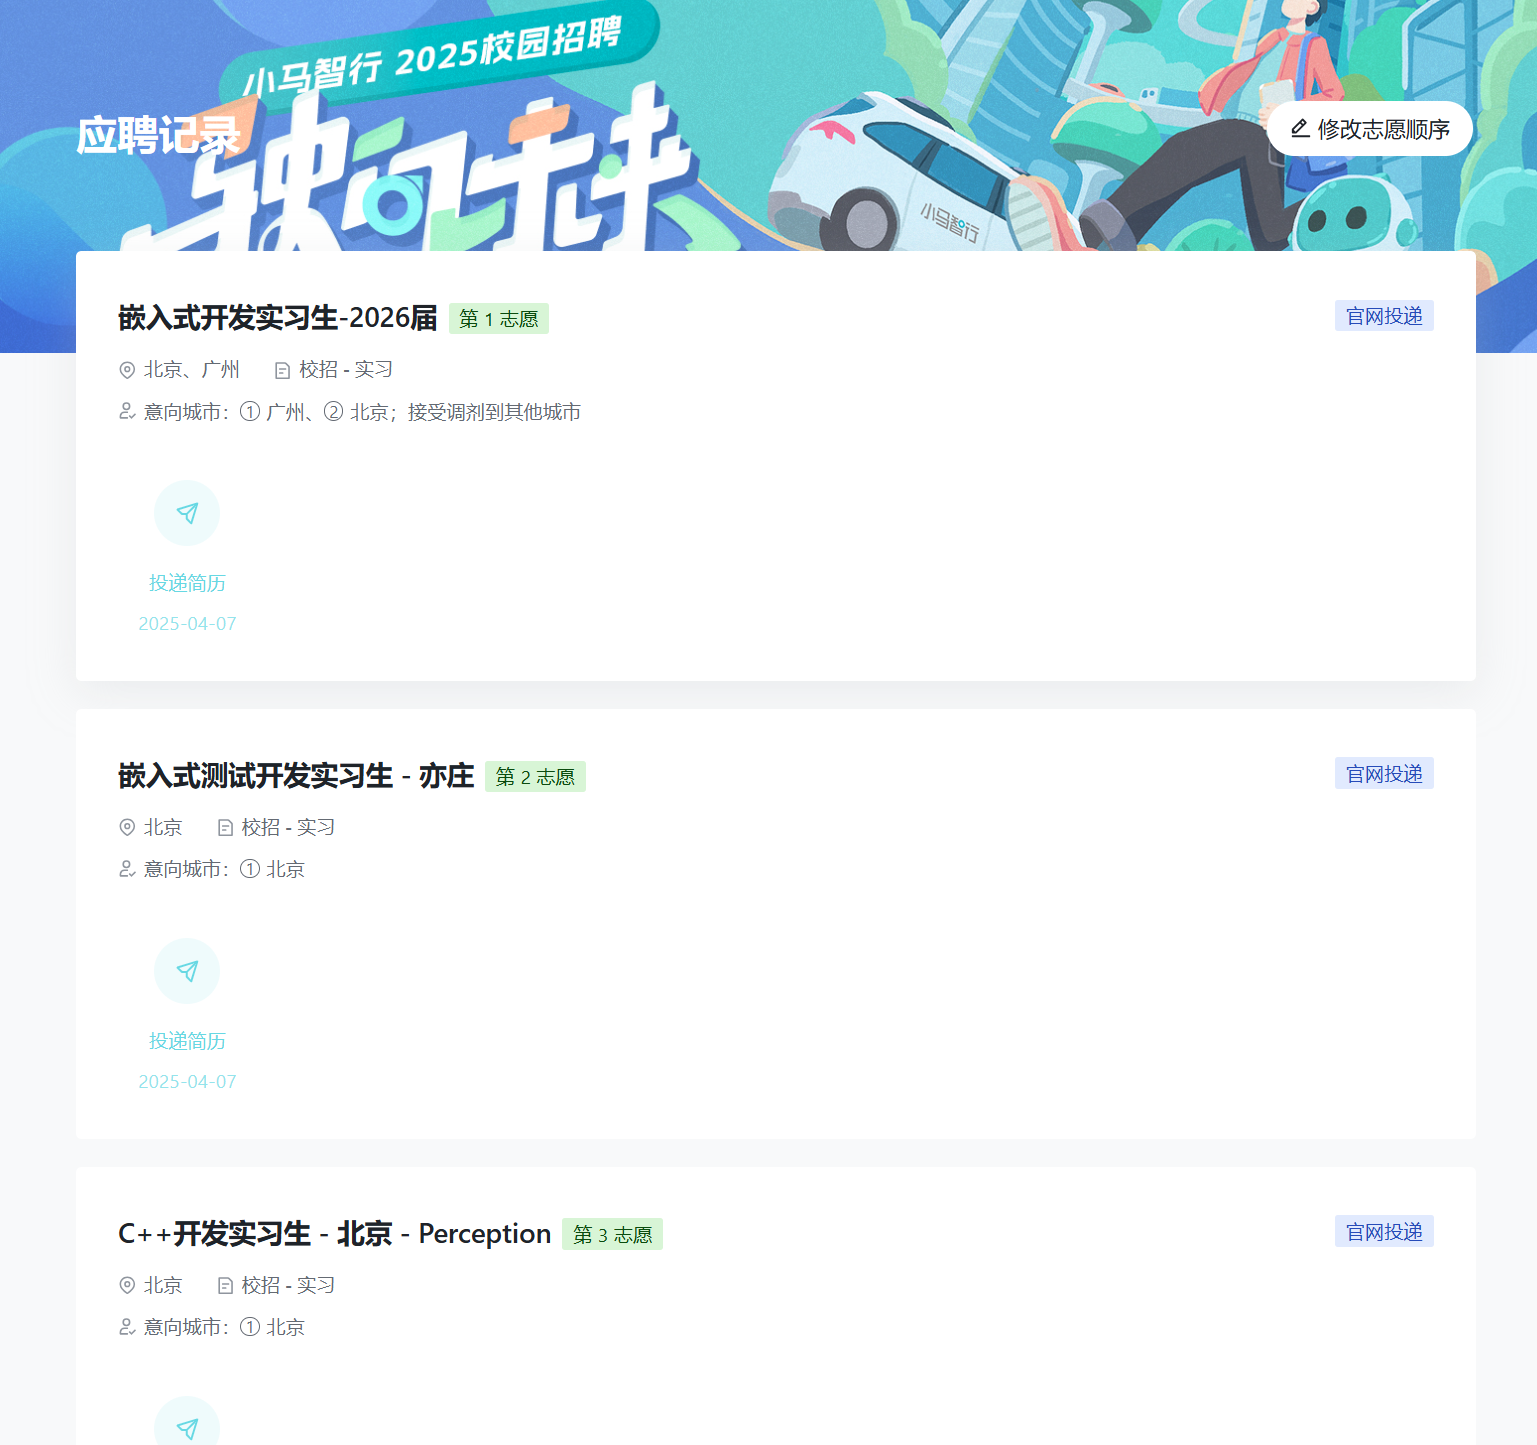 小马智行 2025校园招聘
应聘记录
修改志愿顺序
小马智行
嵌入式开发实习生-2026届 第 1 志愿
官网投递
北京、广州 校招 - 实习
意向城市：① 广州、② 北京；接受调剂到其他城市
投递简历
2025-04-07
嵌入式测试开发实习生 - 亦庄 第 2 志愿
官网投递
北京 校招 - 实习
意向城市：① 北京
投递简历
2025-04-07
C++开发实习生 - 北京 - Perception 第 3 志愿
官网投递
北京 校招 - 实习
意向城市：① 北京